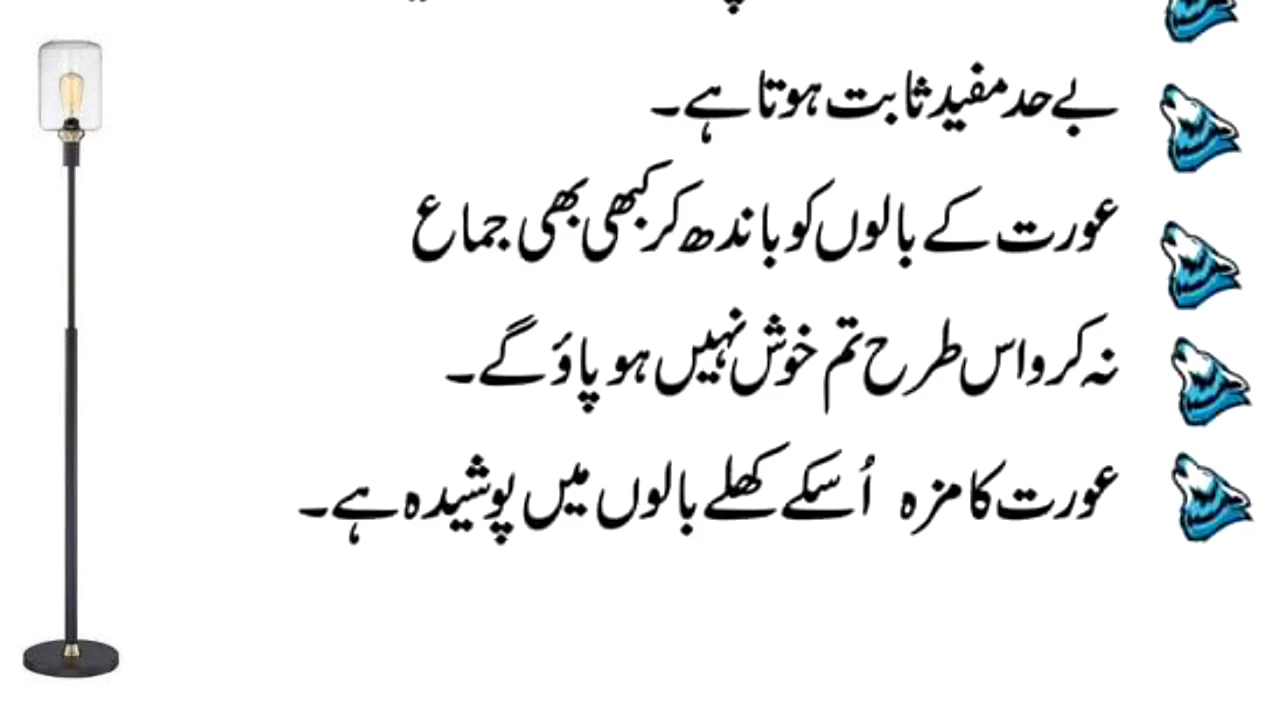 بے حد مفید ثابت ہوتا ہے۔
عورت کے بالوں کو باندھ کر کبھی بھی جماع
نہ کرو اس طرح تم خوش نہیں ہو پاؤ گے۔
عورت کا مزہ اُسکے کھلے بالوں میں پوشیدہ ہے۔